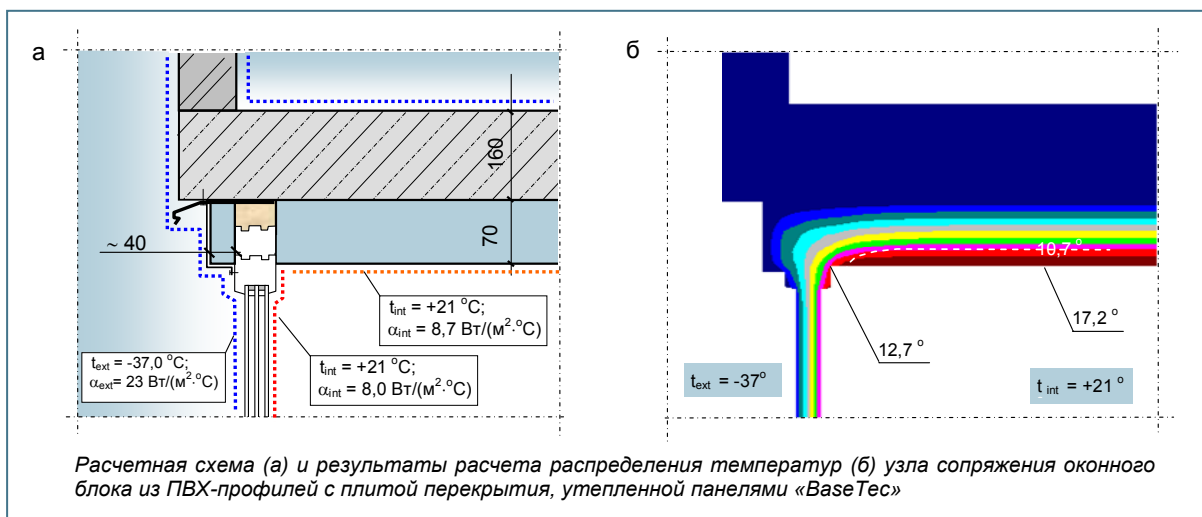 а
160
70
~ 40
t_int = +21 °C;
α_int = 8,7 Вт/(м²·°C)
t_ext = -37,0 °C;
α_ext = 23 Вт/(м²·°C)
t_int = +21 °C;
α_int = 8,0 Вт/(м²·°C)
б
10,7 °
17,2 °
12,7 °
t_ext = -37°
t_int = +21 °
Расчетная схема (а) и результаты расчета распределения температур (б) узла сопряжения оконного
блока из ПВХ-профилей с плитой перекрытия, утепленной панелями «BaseTec»